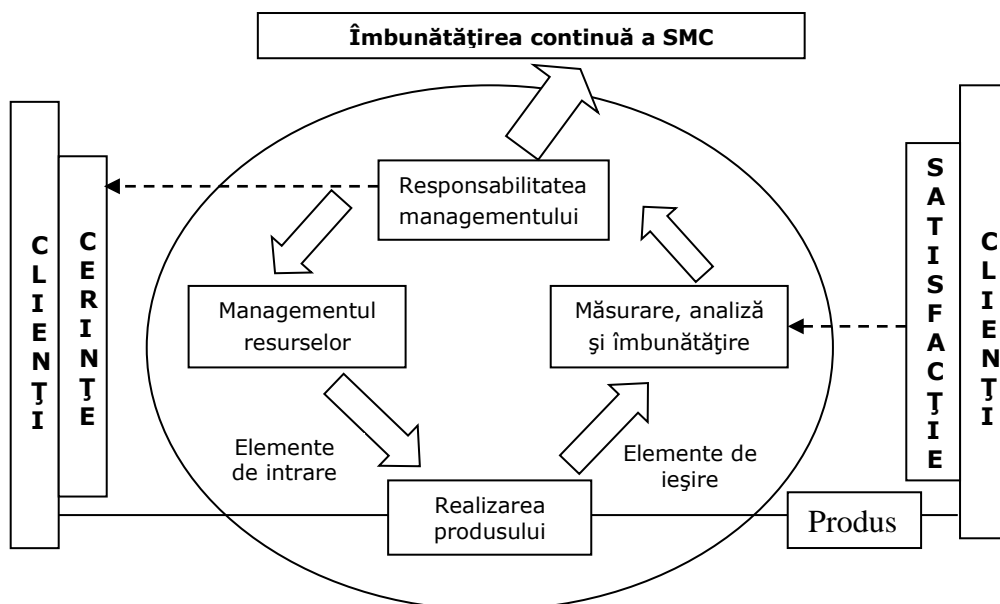 Îmbunătăţirea continuă a SMC
CLIENŢI
CERINŢE
Responsabilitatea
managementului
SATISFACŢIE
CLIENŢI
Managementul
resurselor
Măsurare, analiză
şi îmbunătăţire
Elemente
de intrare
Elemente de
ieşire
Realizarea
produsului
Produs